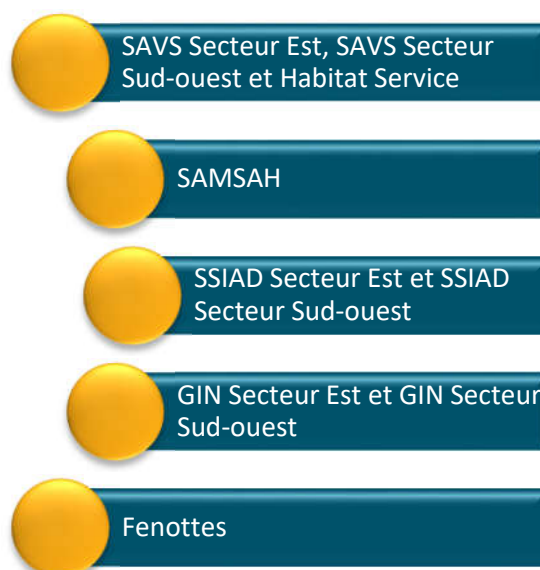 SAVS Secteur Est, SAVS Secteur
Sud-ouest et Habitat Service
SAMSAH
SSIAD Secteur Est et SSIAD
Secteur Sud-ouest
GIN Secteur Est et GIN Secteur
Sud-ouest
Fenottes